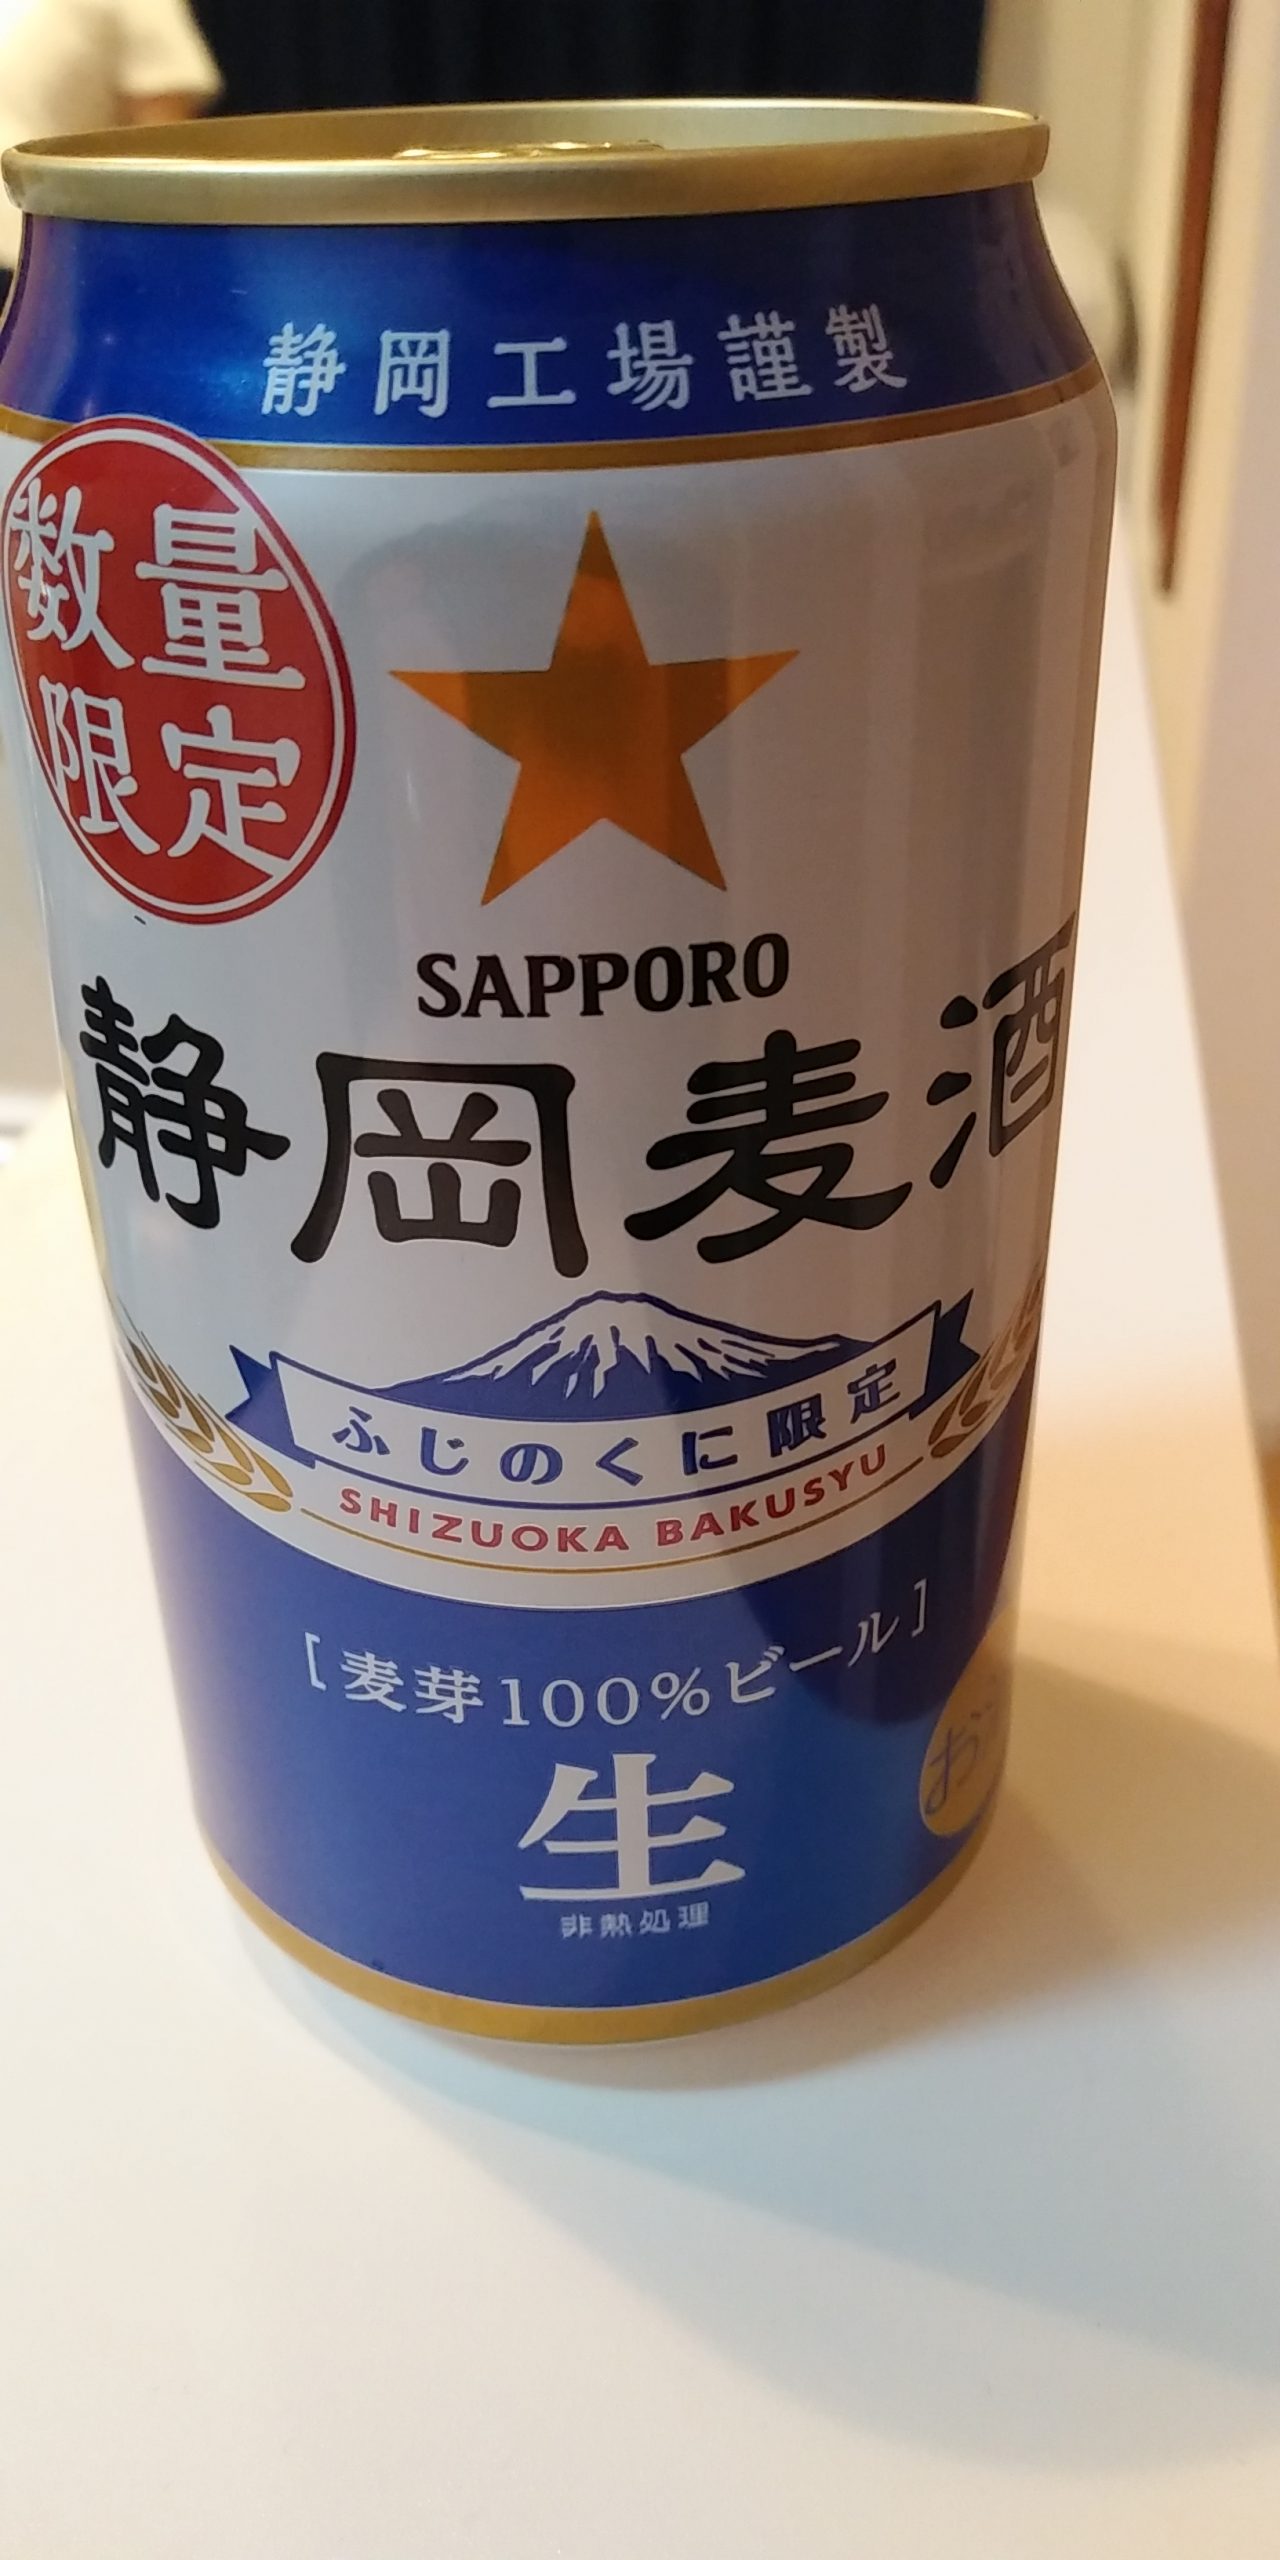 静岡工場謹製
数量
限定
SAPPORO
静岡麦酒
ふじのくに限定
SHIZUOKA BAKUSYU
[麦芽100%ビール]
生
非熱処理